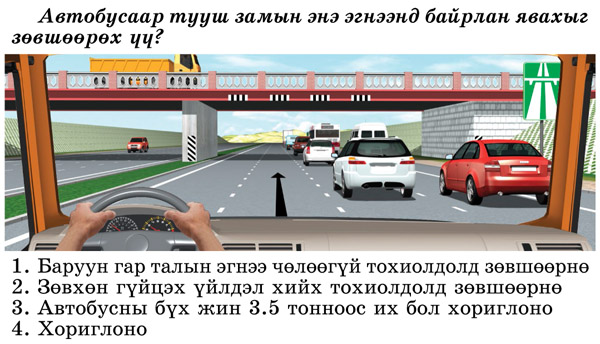 Автобусаар тууш замын энэ эгнээнд байрлан явахыг
зөвшөөрөх үү?
1. Баруун гар талын эгнээ чөлөөгүй тохиолдолд зөвшөөрнө
2. Зөвхөн гүйцэх үйлдэл хийх тохиолдолд зөвшөөрнө
3. Автобусны бүх жин 3.5 тонноос их бол хориглоно
4. Хориглоно